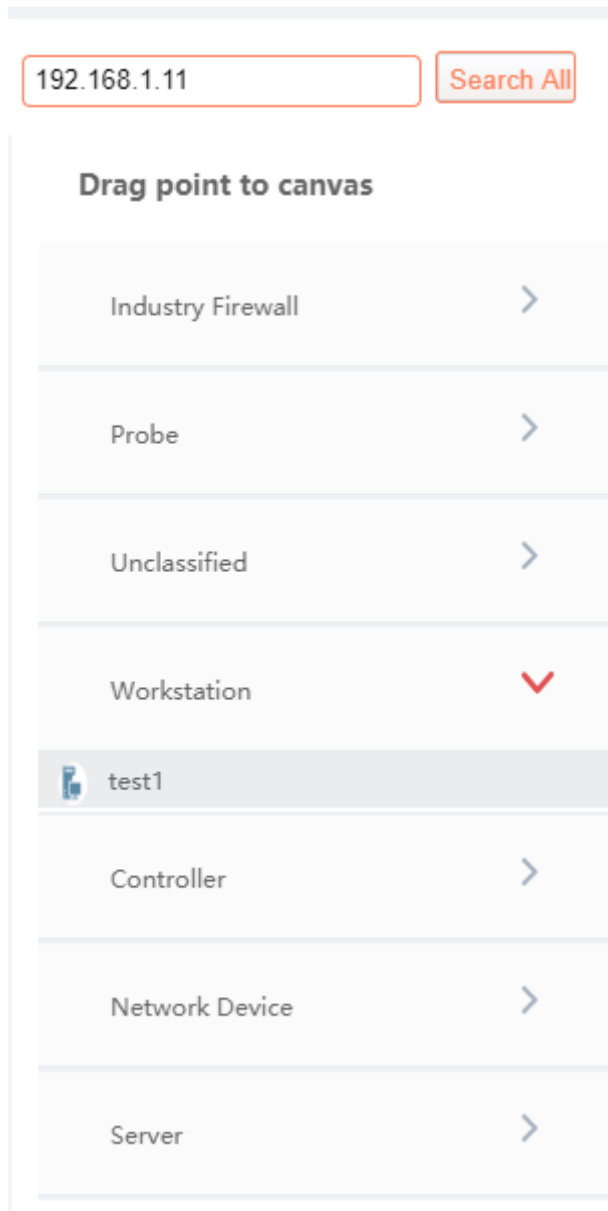 192.168.1.11 Search All
Drag point to canvas
Industry Firewall
Probe
Unclassified
Workstation
test1
Controller
Network Device
Server